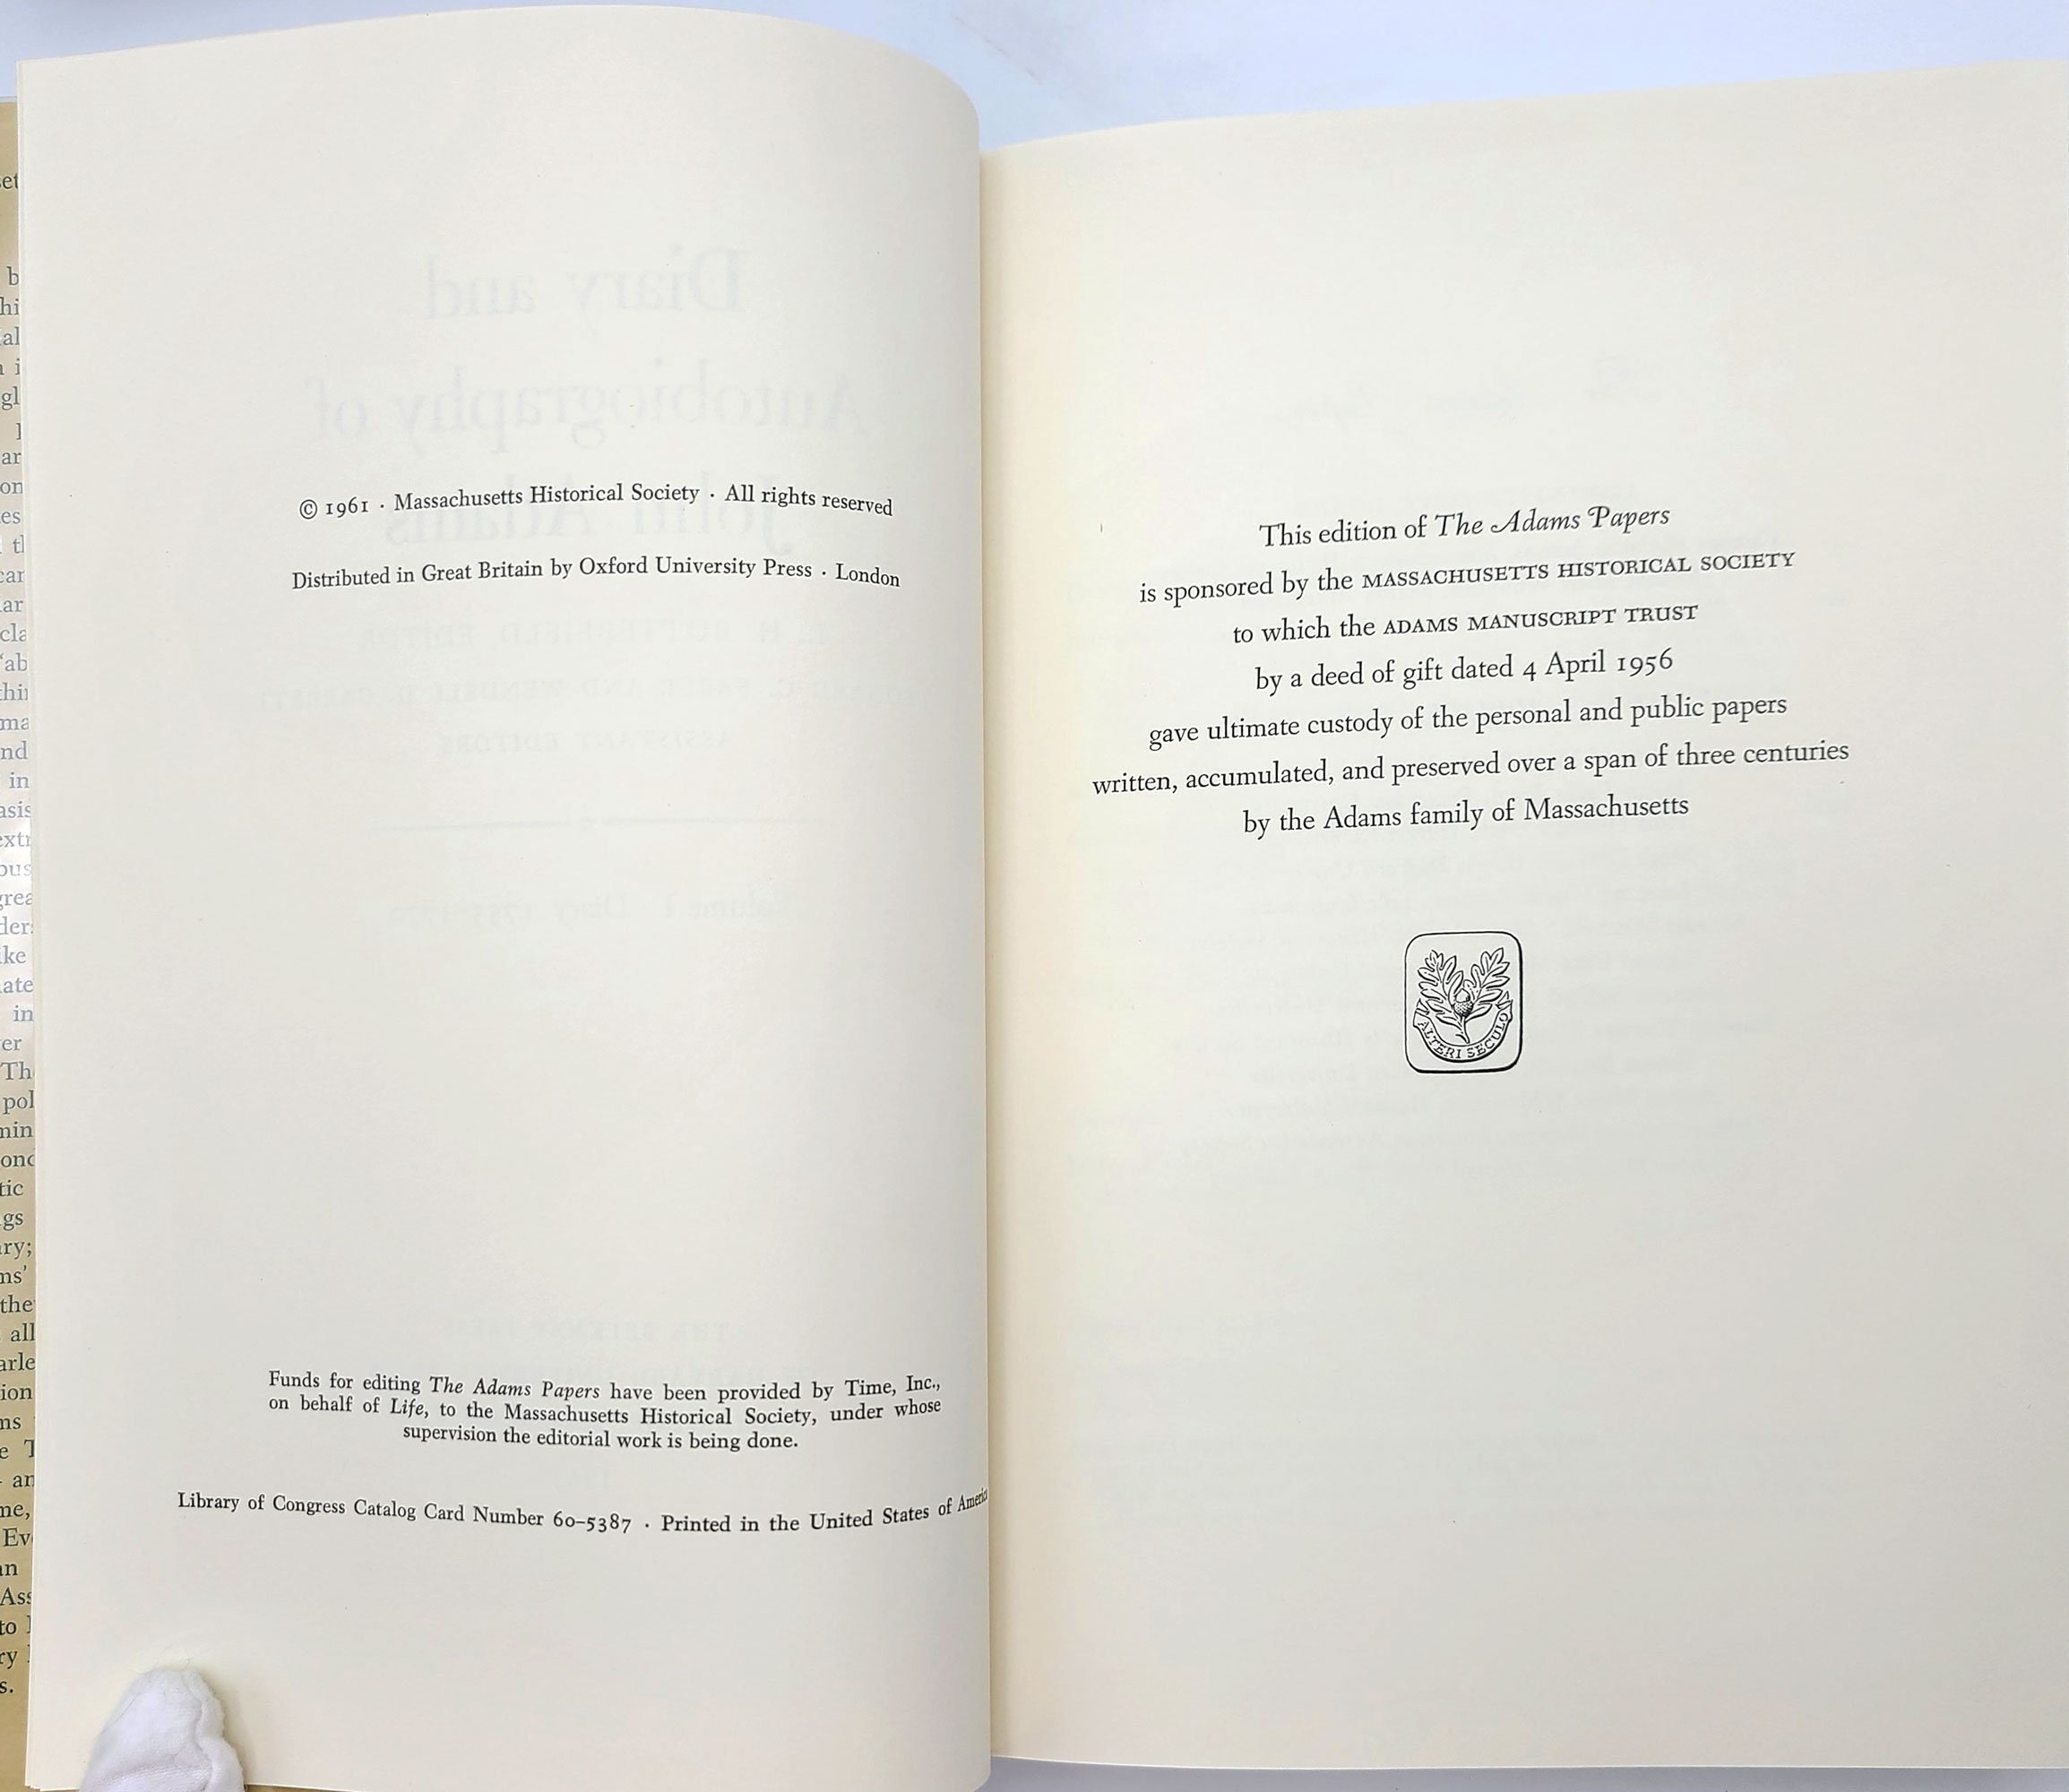 © 1961 · Massachusetts Historical Society · All rights reserved
Distributed in Great Britain by Oxford University Press · London
Funds for editing The Adams Papers have been provided by Time, Inc.,
on behalf of Life, to the Massachusetts Historical Society, under whose
supervision the editorial work is being done.
Library of Congress Catalog Card Number 60–5387 · Printed in the United States of America
This edition of The Adams Papers
is sponsored by the MASSACHUSETTS HISTORICAL SOCIETY
to which the ADAMS MANUSCRIPT TRUST
by a deed of gift dated 4 April 1956
gave ultimate custody of the personal and public papers
written, accumulated, and preserved over a span of three centuries
by the Adams family of Massachusetts
ALTERI SECULO